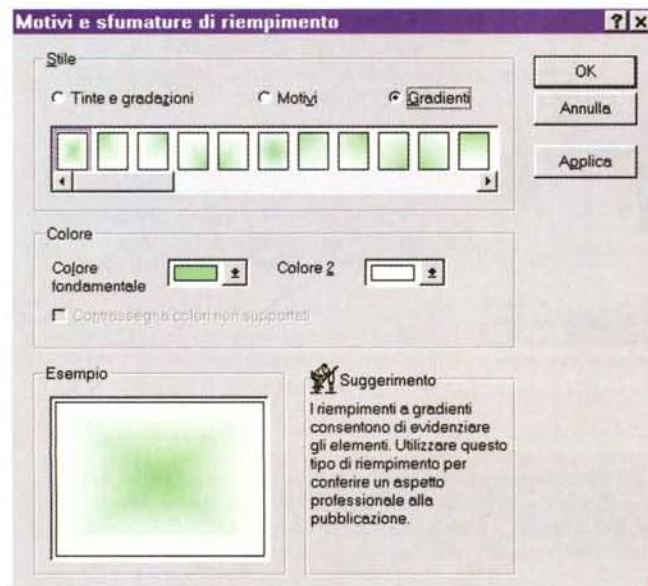 Motivi e sfumature di riempimento
Stile
Tinte e gradazioni
Motivi
Gradienti
OK
Annulla
Applica
Colore
Colore
fondamentale
Colore 2
Contrassegna colori non supportati
Esempio
Suggerimento
I riempimenti a gradienti
consentono di evidenziare
gli elementi. Utilizzare questo
tipo di riempimento per
conferire un aspetto
professionale alla
pubblicazione.